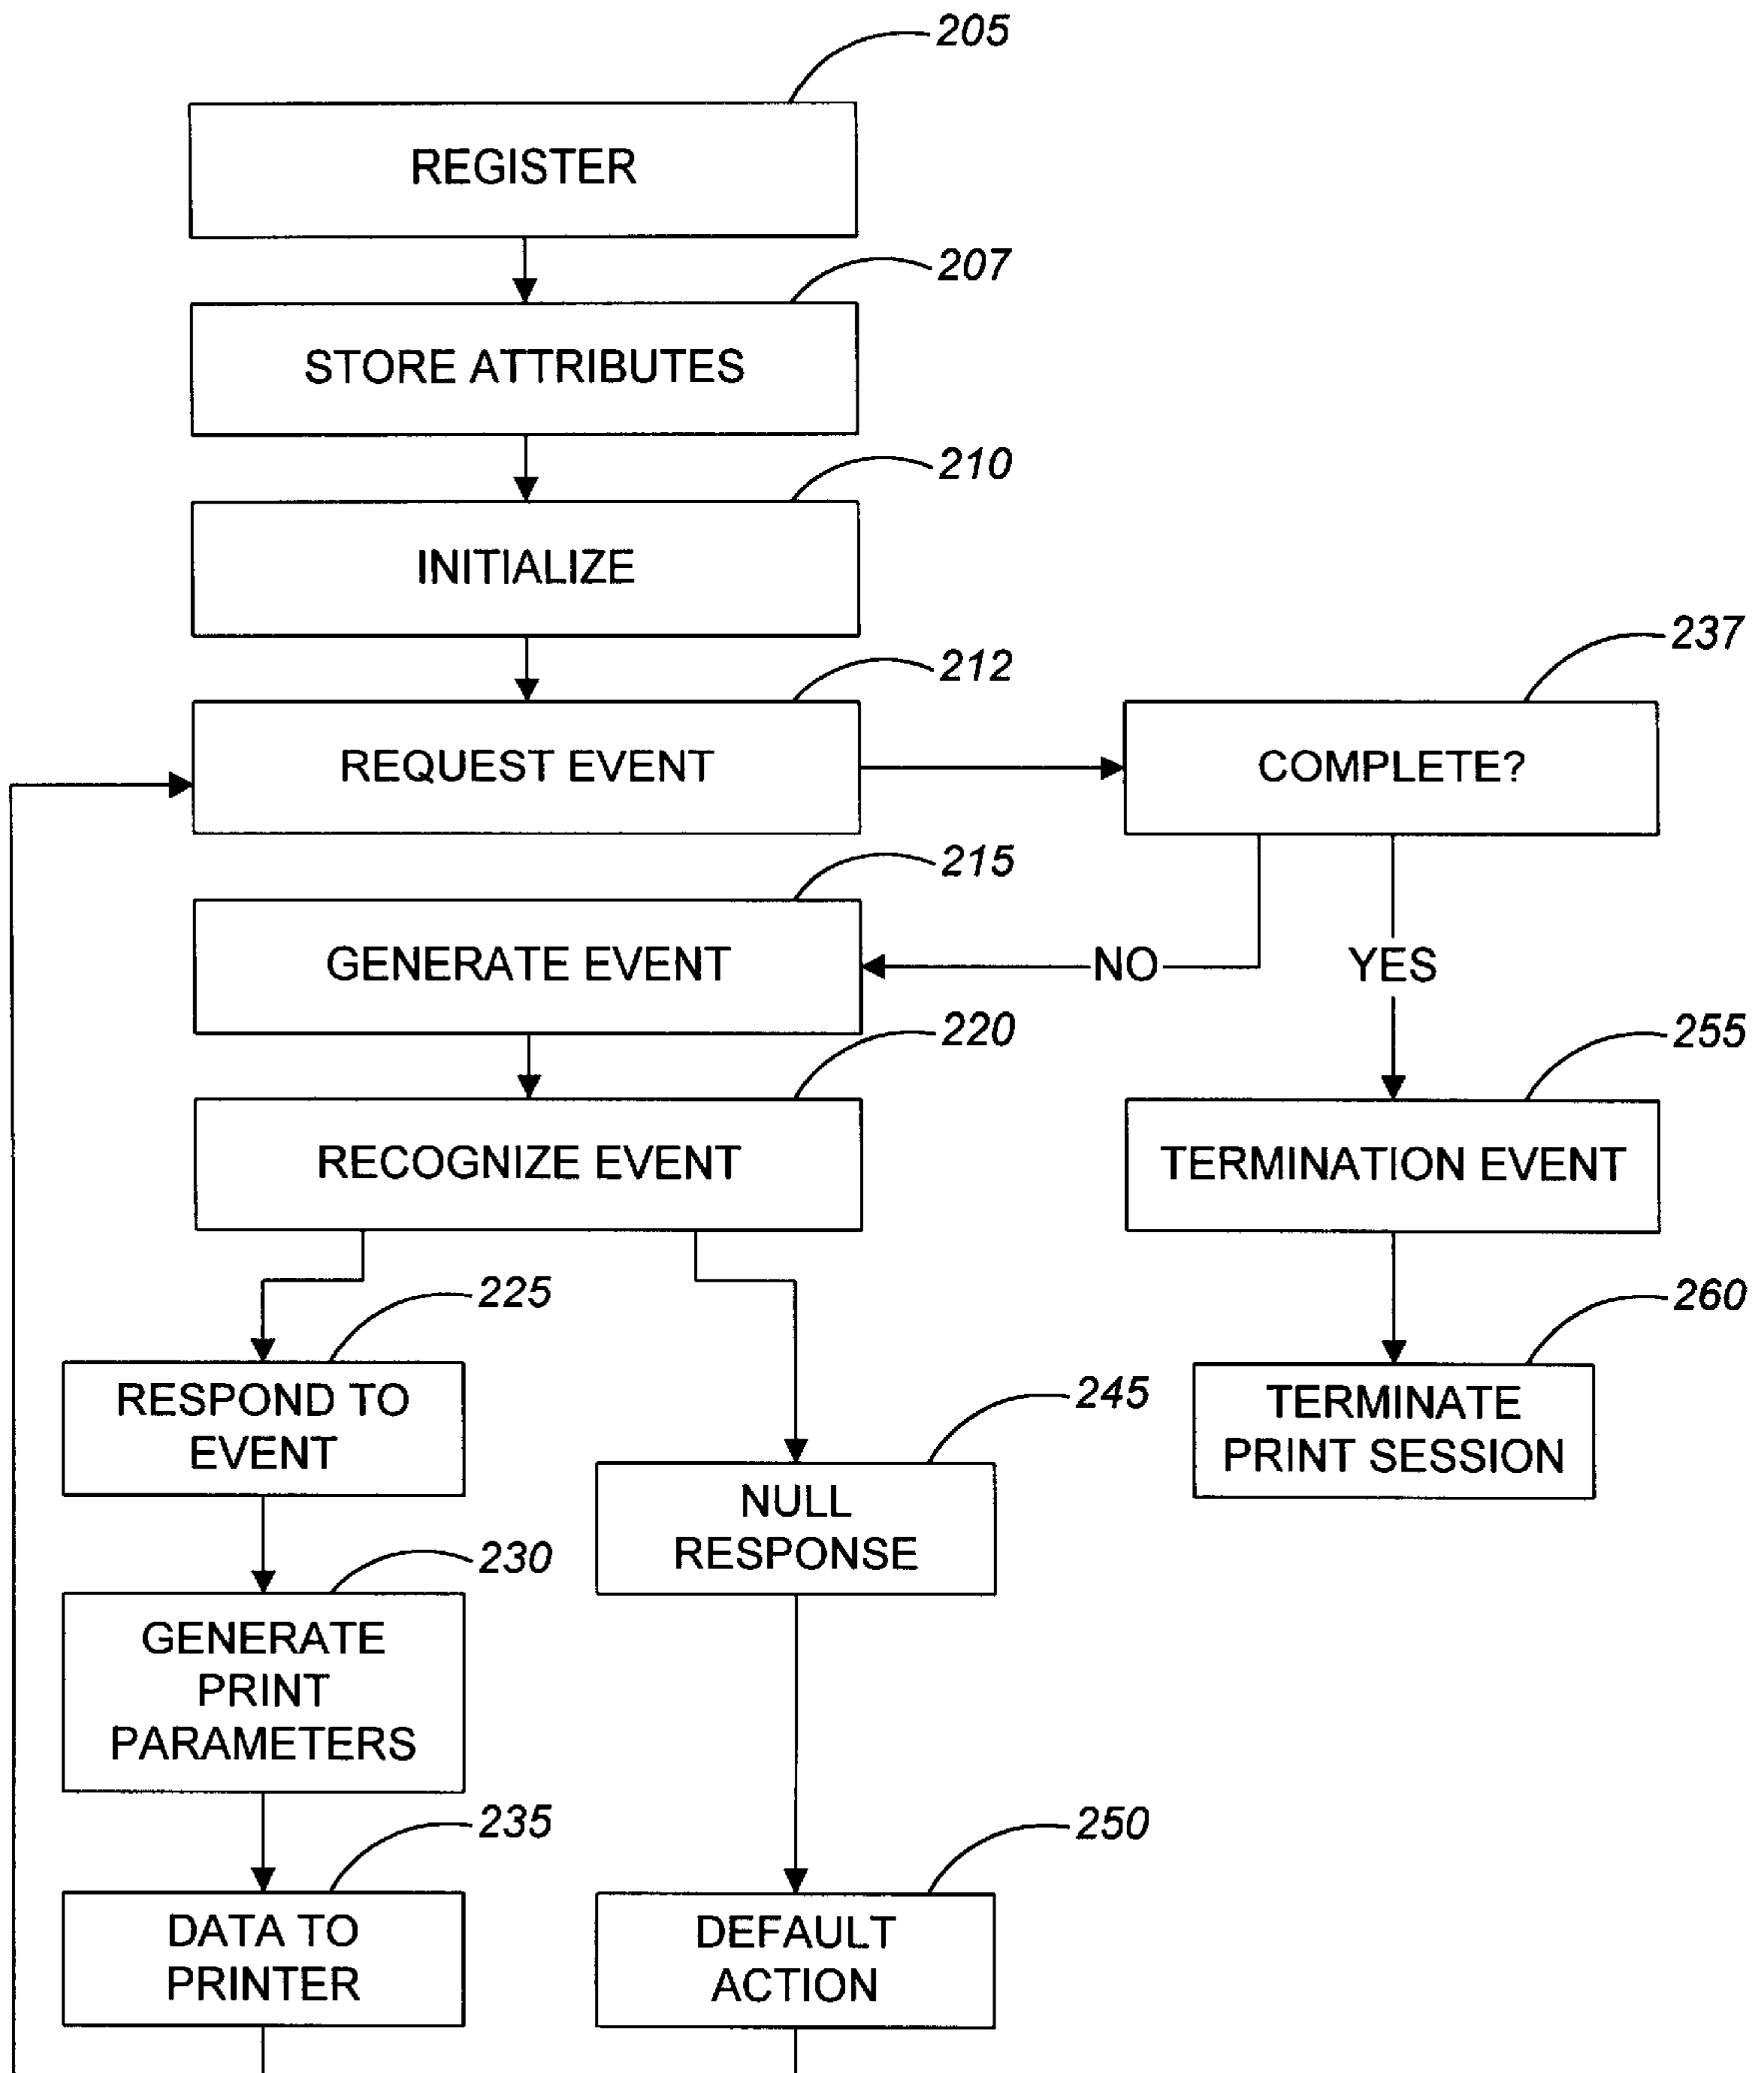 205
REGISTER
207
STORE ATTRIBUTES
210
INITIALIZE
237
212
REQUEST EVENT
COMPLETE?
215
GENERATE EVENT
NO
YES
220
255
RECOGNIZE EVENT
TERMINATION EVENT
225
260
RESPOND TO
EVENT
245
TERMINATE
PRINT SESSION
NULL
RESPONSE
230
GENERATE
PRINT
PARAMETERS
235
250
DATA TO
PRINTER
DEFAULT
ACTION